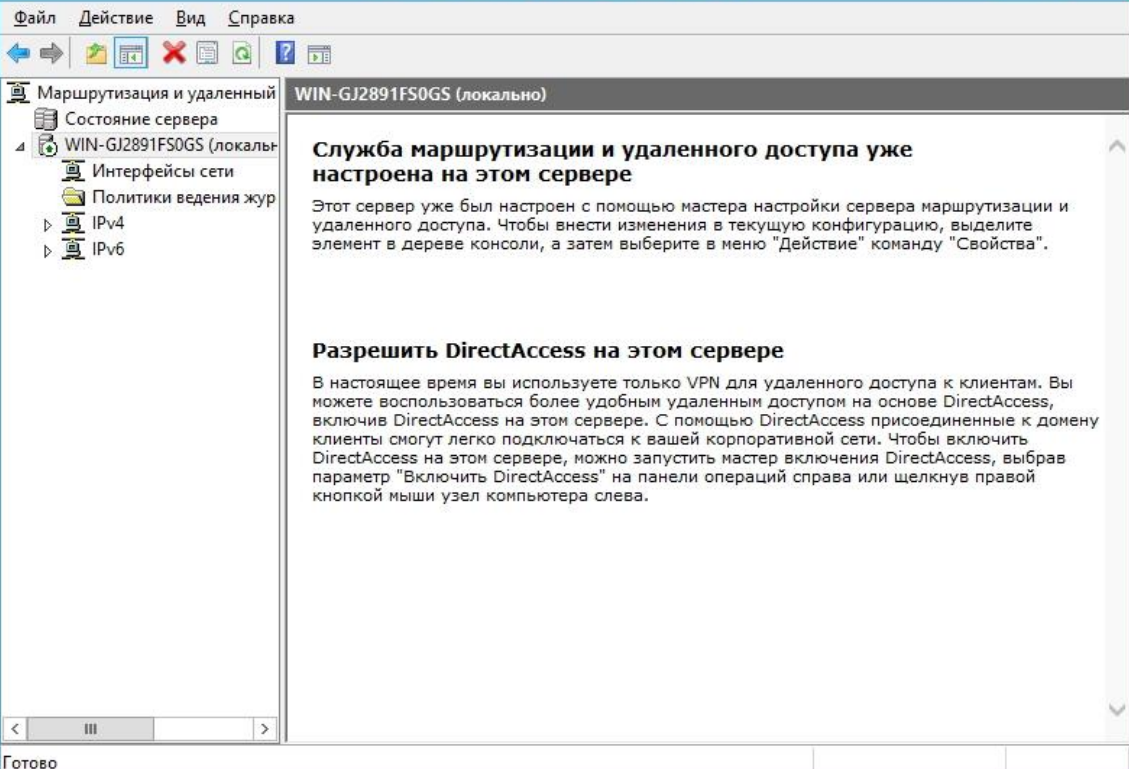 Файл Действие Вид Справка
Маршрутизация и удаленный
Состояние сервера
WIN-GJ2891FS0GS (локальн
Интерфейсы сети
Политики ведения жур
IPv4
IPv6
WIN-GJ2891FS0GS (локально)
Служба маршрутизации и удаленного доступа уже
настроена на этом сервере
Этот сервер уже был настроен с помощью мастера настройки сервера маршрутизации и
удаленного доступа. Чтобы внести изменения в текущую конфигурацию, выделите
элемент в дереве консоли, а затем выберите в меню "Действие" команду "Свойства".
Разрешить DirectAccess на этом сервере
В настоящее время вы используете только VPN для удаленного доступа к клиентам. Вы
можете воспользоваться более удобным удаленным доступом на основе DirectAccess,
включив DirectAccess на этом сервере. С помощью DirectAccess присоединенные к домену
клиенты смогут легко подключаться к вашей корпоративной сети. Чтобы включить
DirectAccess на этом сервере, можно запустить мастер включения DirectAccess, выбрав
параметр "Включить DirectAccess" на панели операций справа или щелкнув правой
кнопкой мыши узел компьютера слева.
Готово